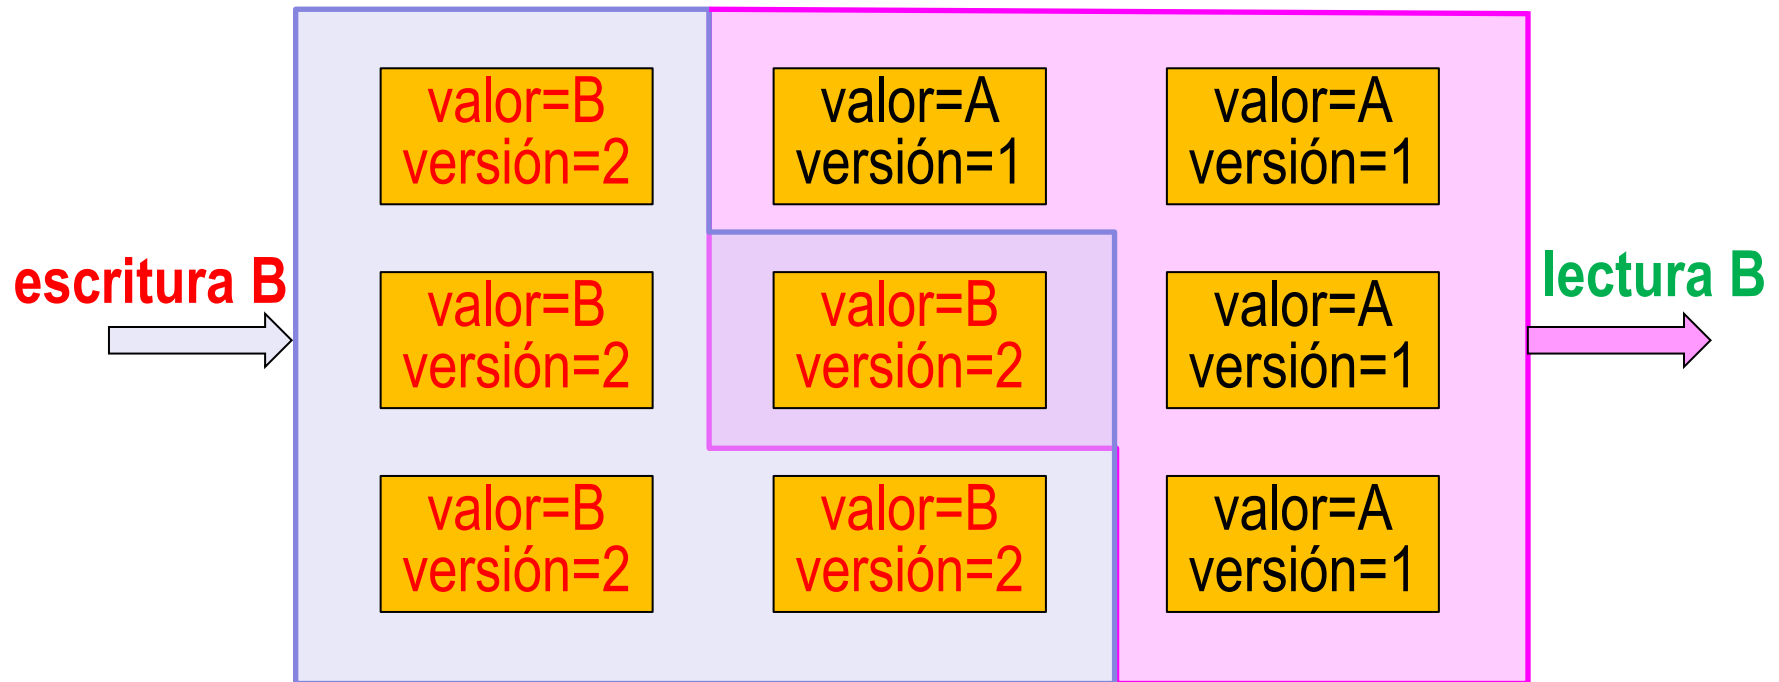 valor=B
versión=2
valor=A
versión=1
valor=A
versión=1
escritura B
valor=B
versión=2
valor=B
versión=2
valor=A
versión=1
lectura B
valor=B
versión=2
valor=B
versión=2
valor=A
versión=1